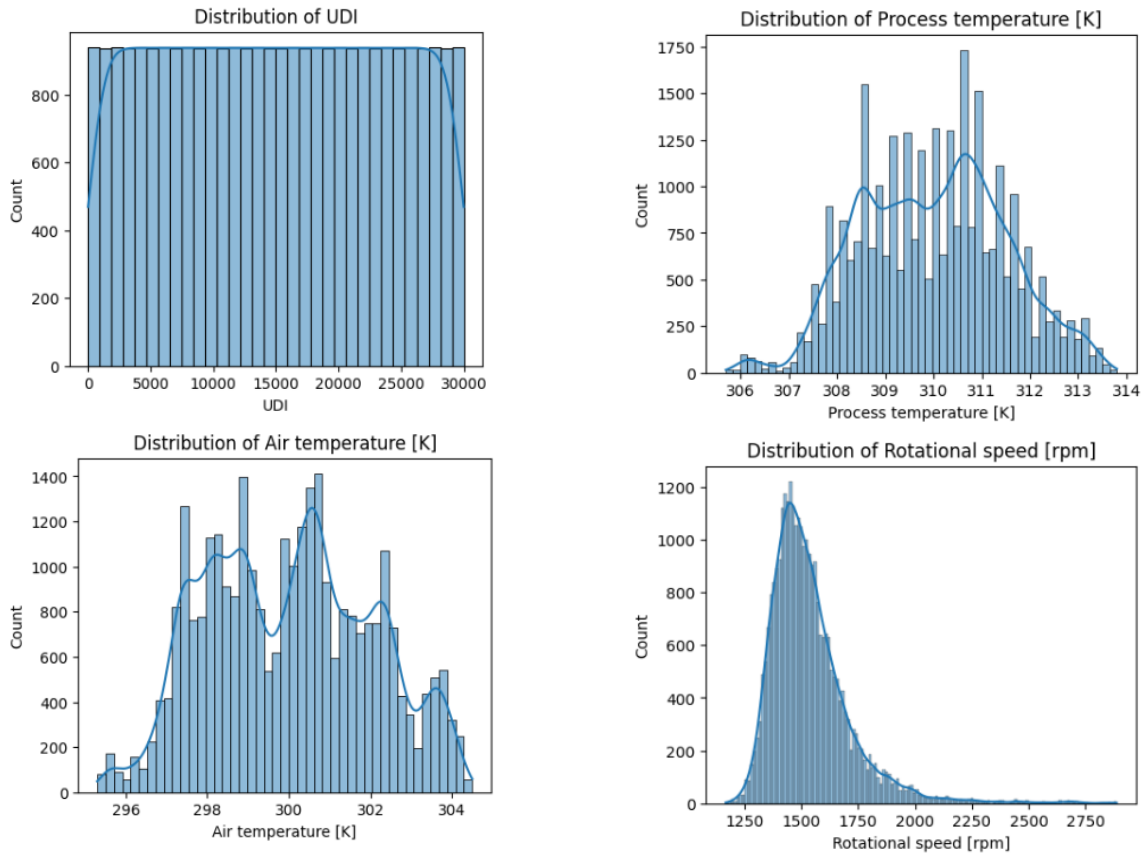 Distribution of UDI
Count
800
600
400
200
0
0 5000 10000 15000 20000 25000 30000
UDI
Distribution of Process temperature [K]
Count
1750
1500
1250
1000
750
500
250
0
306 307 308 309 310 311 312 313 314
Process temperature [K]
Distribution of Air temperature [K]
Count
1400
1200
1000
800
600
400
200
0
296 298 300 302 304
Air temperature [K]
Distribution of Rotational speed [rpm]
Count
1200
1000
800
600
400
200
0
1250 1500 1750 2000 2250 2500 2750
Rotational speed [rpm]